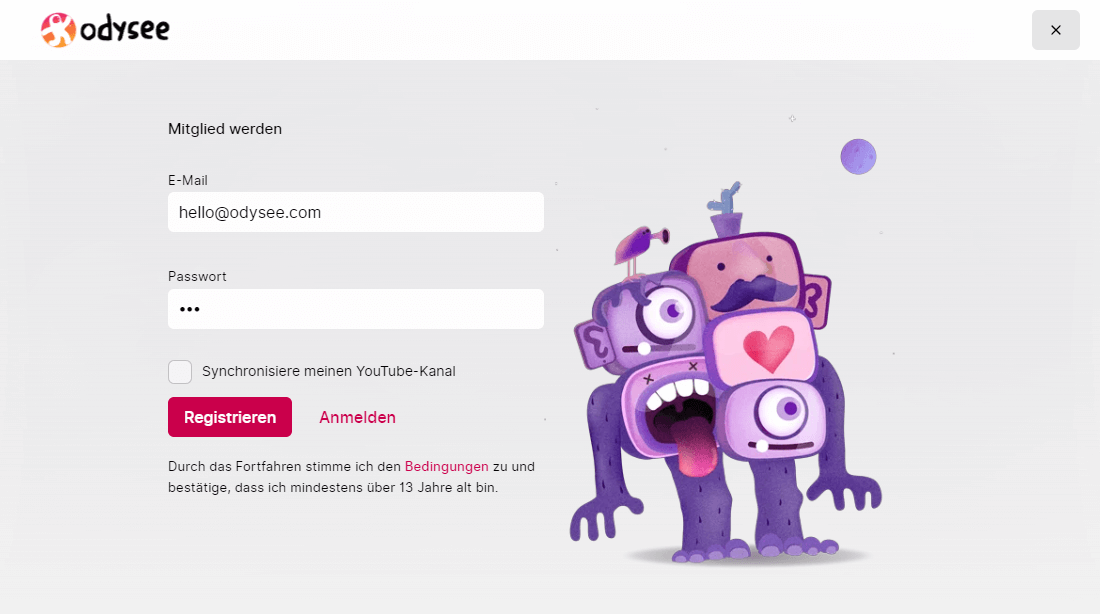 odysee
Mitglied werden
E-Mail
hello@odysee.com
Passwort
•••
Synchronisiere meinen YouTube-Kanal
Registrieren Anmelden
Durch das Fortfahren stimme ich den Bedingungen zu und
bestätige, dass ich mindestens über 13 Jahre alt bin.